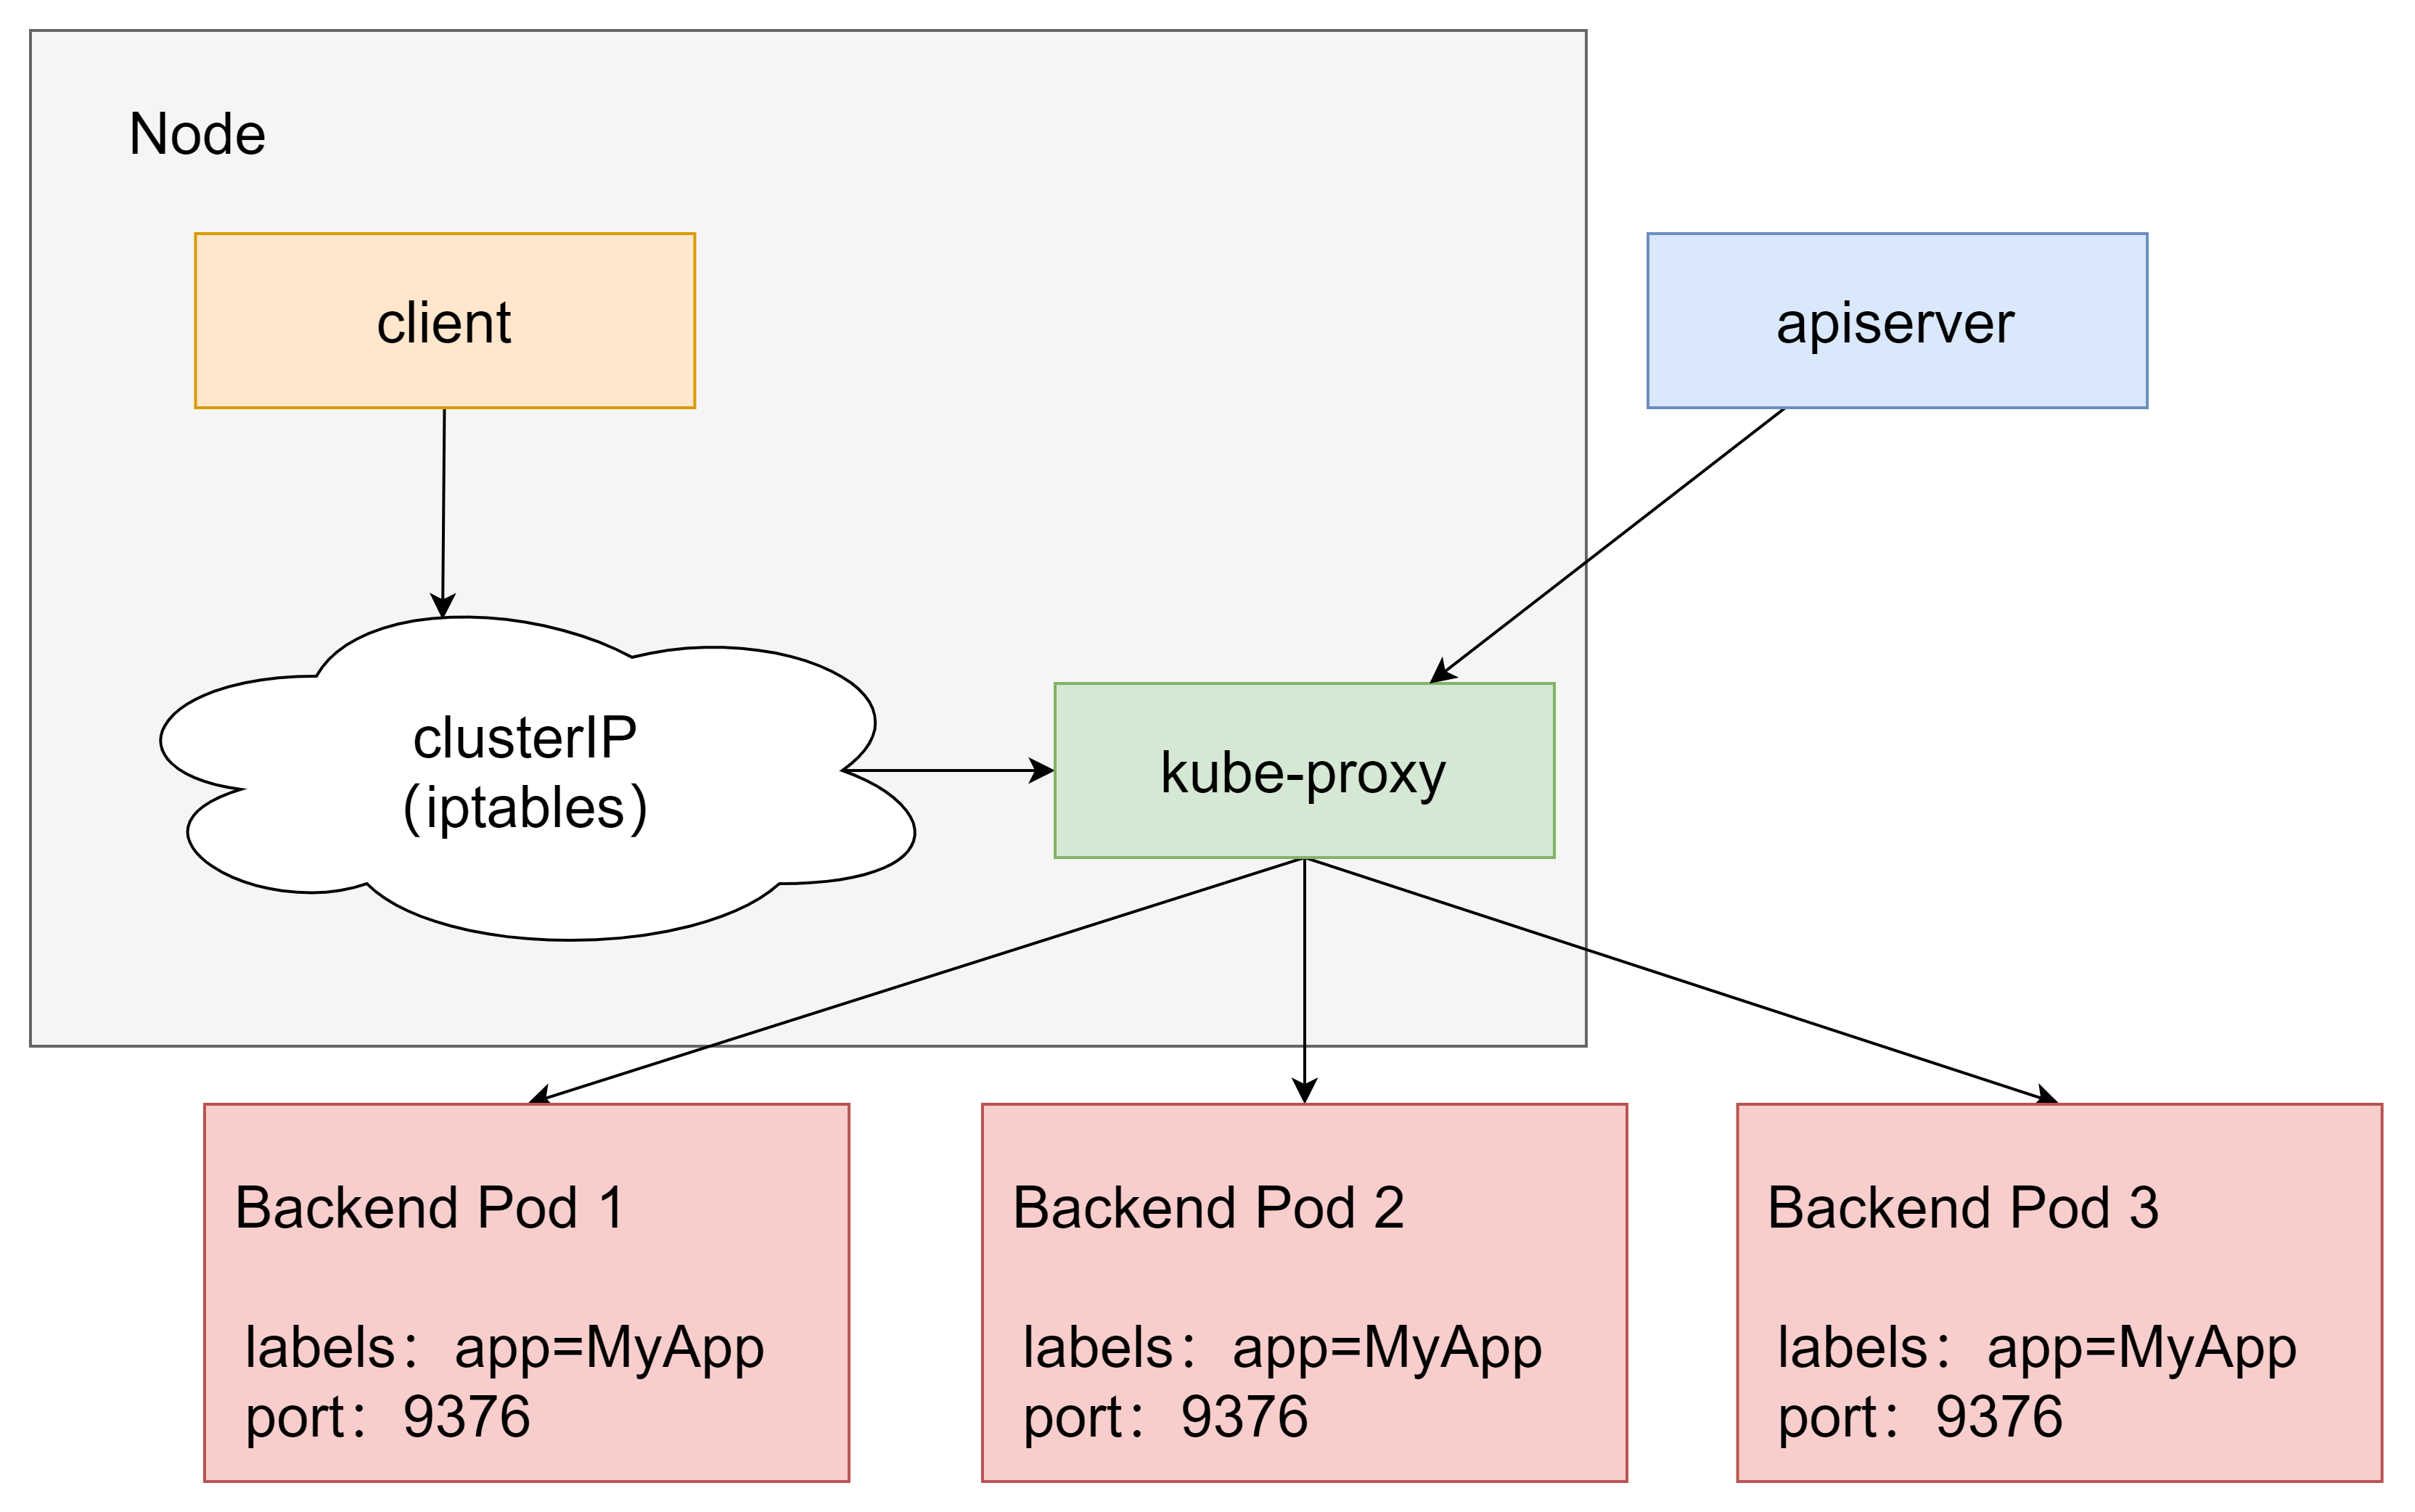 Node
client
apiserver
clusterIP
（iptables）
kube-proxy
Backend Pod 1
labels：app=MyApp
port：9376
Backend Pod 2
labels：app=MyApp
port：9376
Backend Pod 3
labels：app=MyApp
port：9376